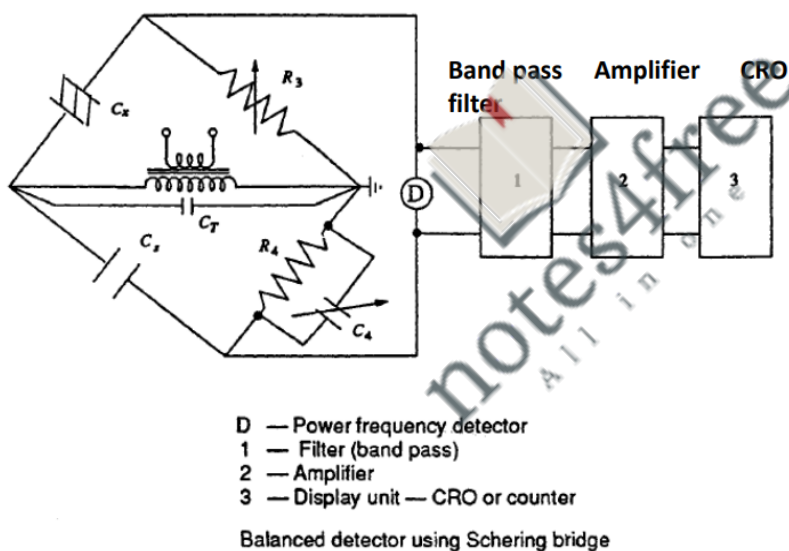 Band pass Amplifier CRO
filter
R3
Cx
1
2
3
D
CT
Cs
R4
C4
notes4free
All in one
D — Power frequency detector
1 — Filter (band pass)
2 — Amplifier
3 — Display unit — CRO or counter
Balanced detector using Schering bridge